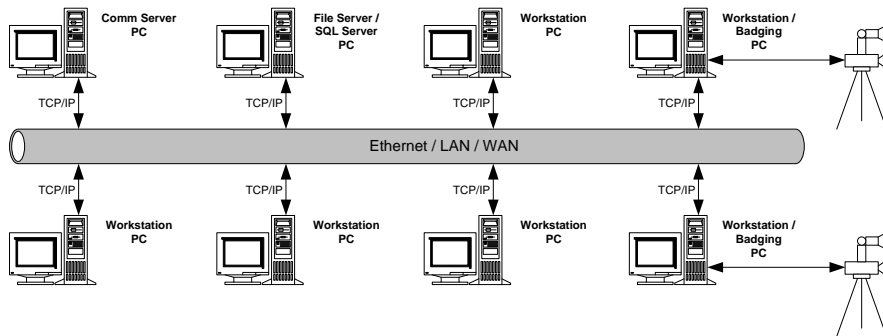 Comm Server
PC
File Server /
SQL Server
PC
Workstation
PC
Workstation /
Badging
PC
TCP/IP
TCP/IP
TCP/IP
TCP/IP
Ethernet / LAN / WAN
TCP/IP
TCP/IP
TCP/IP
TCP/IP
Workstation
PC
Workstation
PC
Workstation
PC
Workstation /
Badging
PC